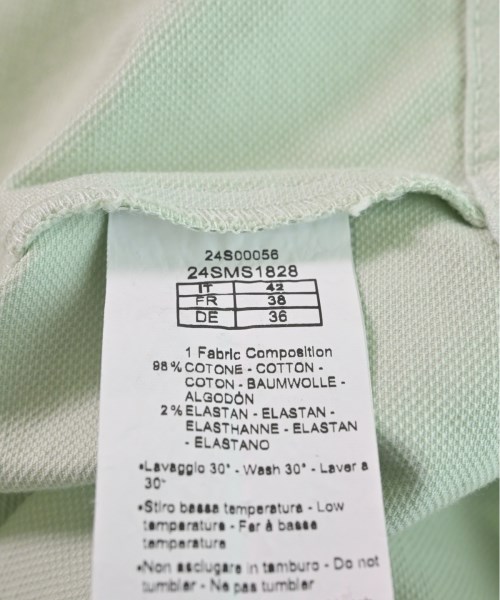 24S00056
24SMS1828
IT 42
FR 38
DE 36
1 Fabric Composition
98% COTONE - COTTON -
COTON - BAUMWOLLE -
ALGODÓN
2% ELASTAN - ELASTAN -
ELASTHANNE - ELASTAN
- ELASTANO
•Lavaggio 30° - Wash 30° - Laver a
30°
•Stiro bassa temperatura - Low
temperature - Fer à basse
temperature
•Non asciugare in tamburo - Do not
tumbler - Ne pas tumbler